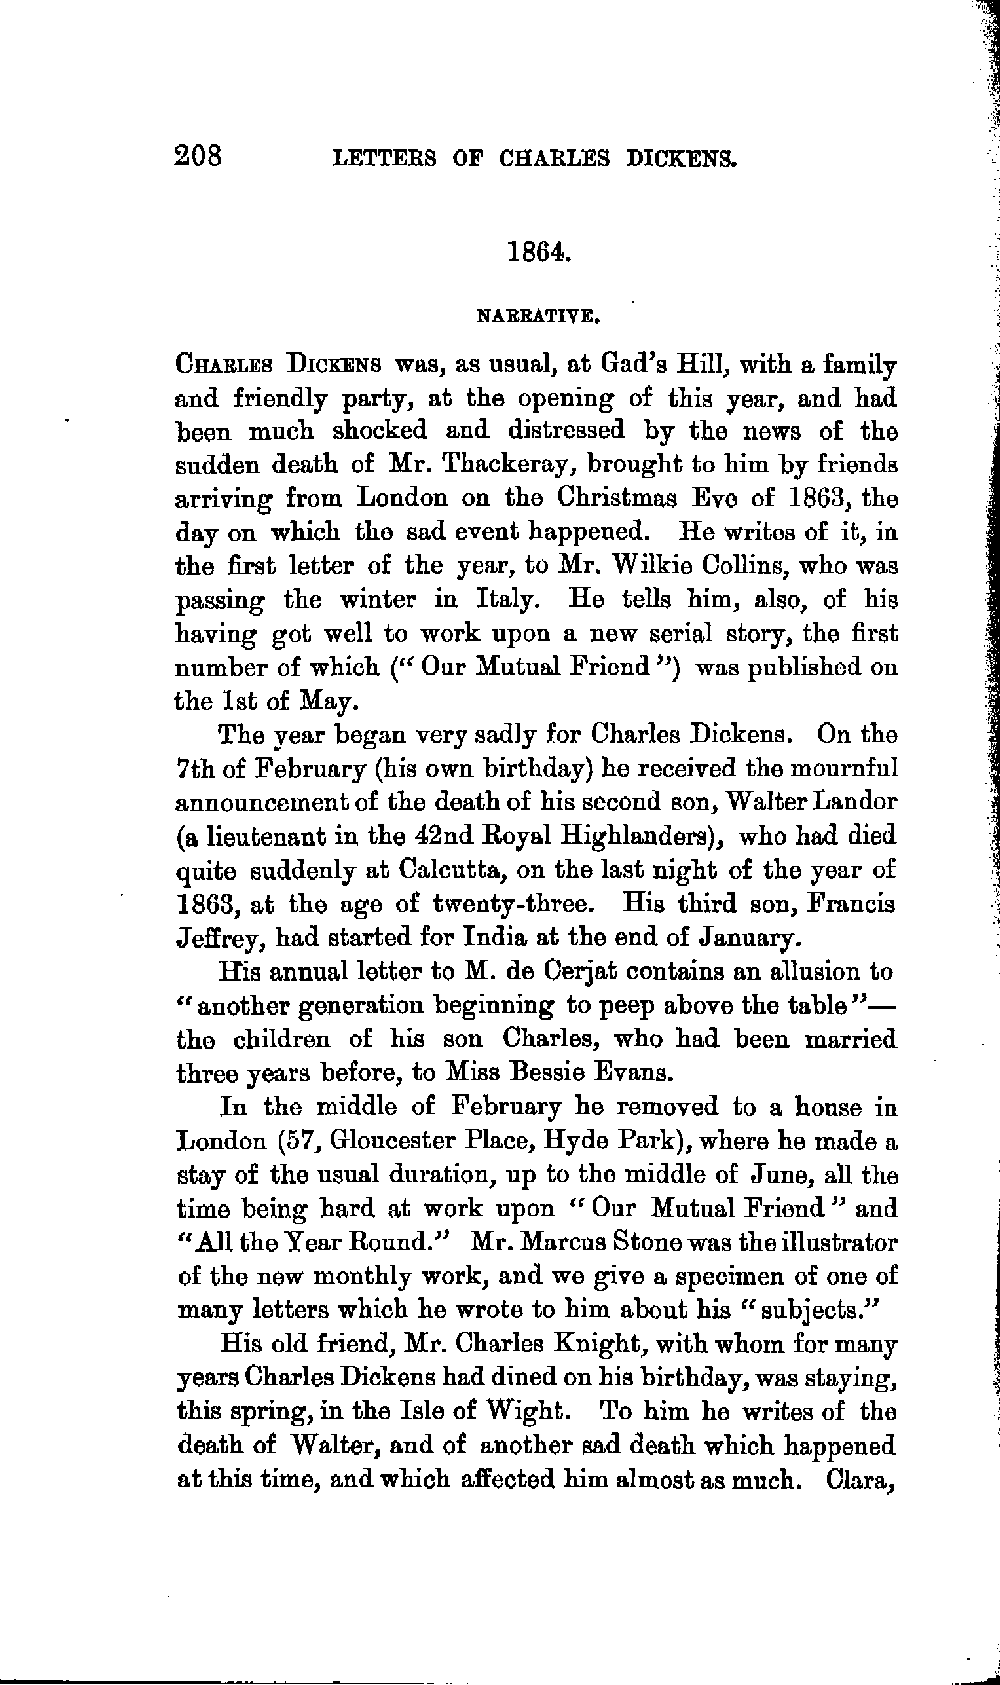 208 LETTERS OF CHARLES DICKENS.
1864.
NARRATIVE.
CHARLES DICKENS was, as usual, at Gad's Hill, with a family
and friendly party, at the opening of this year, and had
been much shocked and distressed by the news of the
sudden death of Mr. Thackeray, brought to him by friends
arriving from London on the Christmas Eve of 1863, the
day on which the sad event happened. He writes of it, in
the first letter of the year, to Mr. Wilkie Collins, who was
passing the winter in Italy. He tells him, also, of his
having got well to work upon a new serial story, the first
number of which ("Our Mutual Friend") was published on
the 1st of May.
The year began very sadly for Charles Dickens. On the
7th of February (his own birthday) he received the mournful
announcement of the death of his second son, Walter Landor
(a lieutenant in the 42nd Royal Highlanders), who had died
quite suddenly at Calcutta, on the last night of the year of
1863, at the age of twenty-three. His third son, Francis
Jeffrey, had started for India at the end of January.
His annual letter to M. de Cerjat contains an allusion to
"another generation beginning to peep above the table"—
the children of his son Charles, who had been married
three years before, to Miss Bessie Evans.
In the middle of February he removed to a house in
London (57, Gloucester Place, Hyde Park), where he made a
stay of the usual duration, up to the middle of June, all the
time being hard at work upon "Our Mutual Friend" and
"All the Year Round." Mr. Marcus Stone was the illustrator
of the new monthly work, and we give a specimen of one of
many letters which he wrote to him about his "subjects."
His old friend, Mr. Charles Knight, with whom for many
years Charles Dickens had dined on his birthday, was staying,
this spring, in the Isle of Wight. To him he writes of the
death of Walter, and of another sad death which happened
at this time, and which affected him almost as much. Clara,